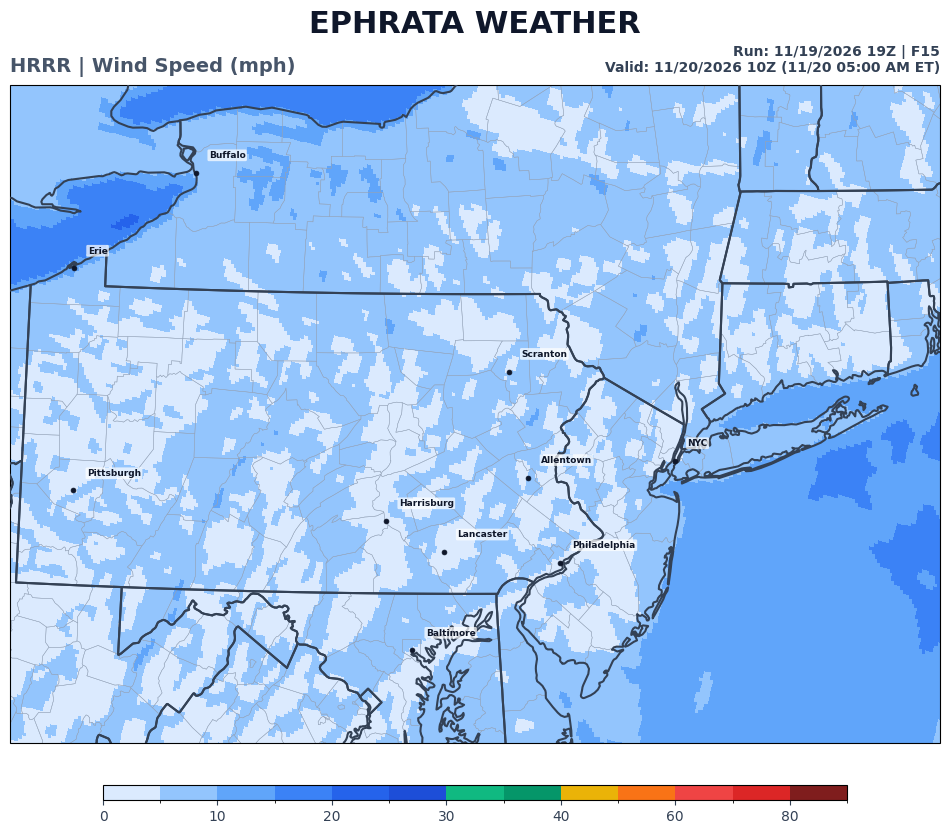 EPHRATA WEATHER
HRRR | Wind Speed (mph)
Run: 11/19/2026 19Z | F15
Valid: 11/20/2026 10Z (11/20 05:00 AM ET)
Buffalo
Erie
Scranton
NYC
Allentown
Pittsburgh
Harrisburg
Lancaster
Philadelphia
Baltimore
0 10 20 30 40 60 80